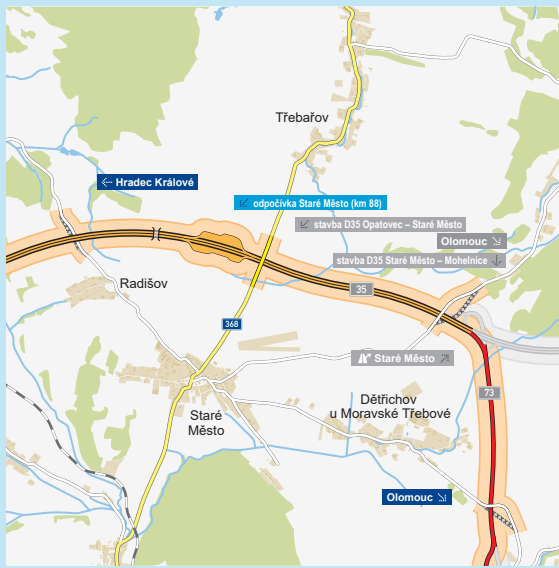 Třebařov
← Hradec Králové
↙ odpočívka Staré Město (km 88)
↙ stavba D35 Opatovec – Staré Město
Olomouc ↘
stavba D35 Staré Město – Mohelnice ↓
Radišov
35
368
Staré Město ↗
73
Dětřichov
u Moravské Třebové
Staré
Město
Olomouc ↘